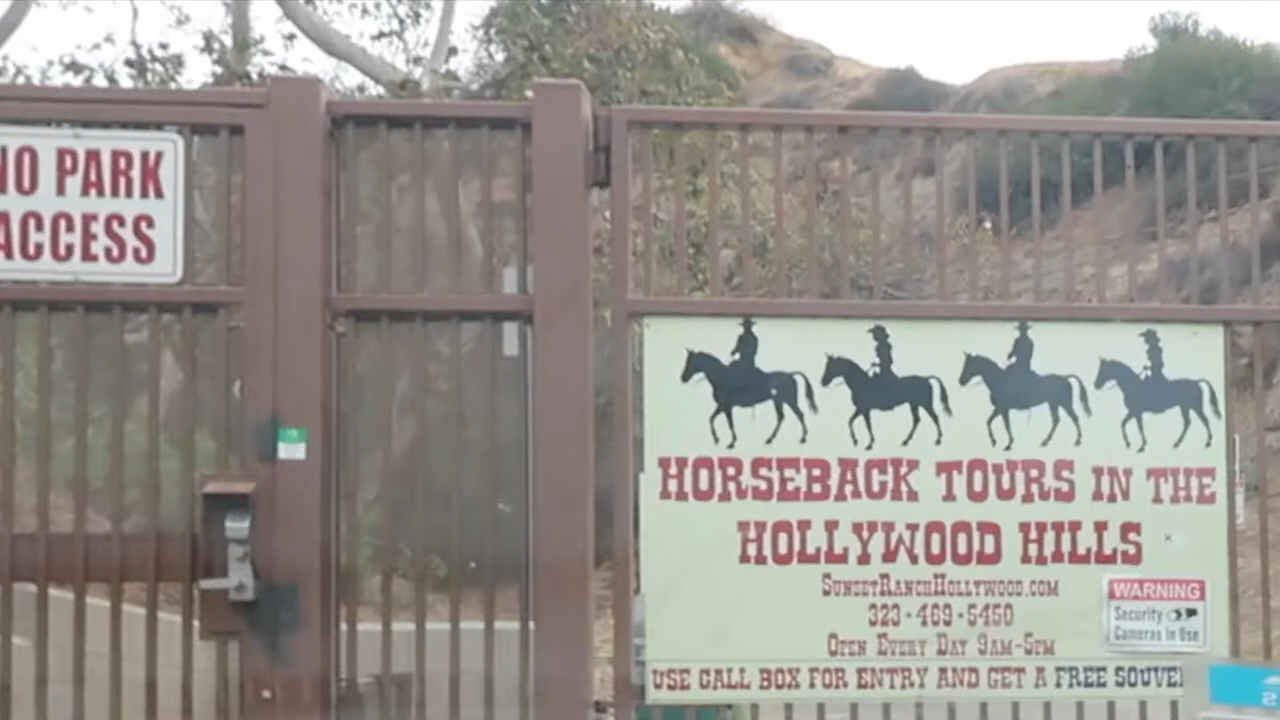 NO PARK
ACCESS
HORSEBACK TOURS IN THE
HOLLYWOOD HILLS
SUNSETRANCHHOLLYWOOD.COM
323-469-5450
OPEN EVERY DAY 9AM-5PM
WARNING
Security
Cameras in Use
USE CALL BOX FOR ENTRY AND GET A FREE SOUVE